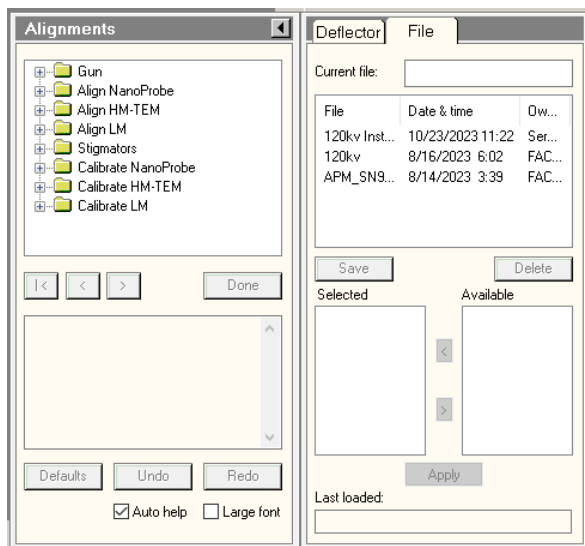 Alignments
Gun
Align NanoProbe
Align HM-TEM
Align LM
Stigmators
Calibrate NanoProbe
Calibrate HM-TEM
Calibrate LM
|< < > Done
Defaults Undo Redo
Auto help Large font
Deflector File
Current file:
File Date & time Ow...
120kv Inst... 10/23/2023 11:22 Ser...
120kv 8/16/2023 6:02 FAC...
APM_SN9... 8/14/2023 3:39 FAC...
Save Delete
Selected Available
<
>
Apply
Last loaded: